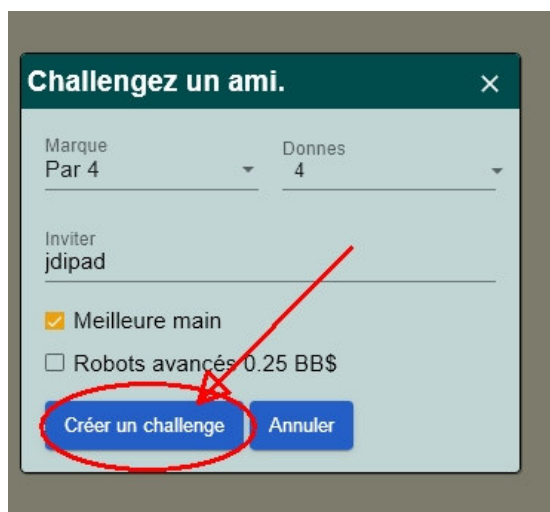 Challengez un ami.
Marque
Donnes
Par 4
4
Inviter
jdipad
Meilleure main
Robots avancés 0.25 BB$
Créer un challenge
Annuler